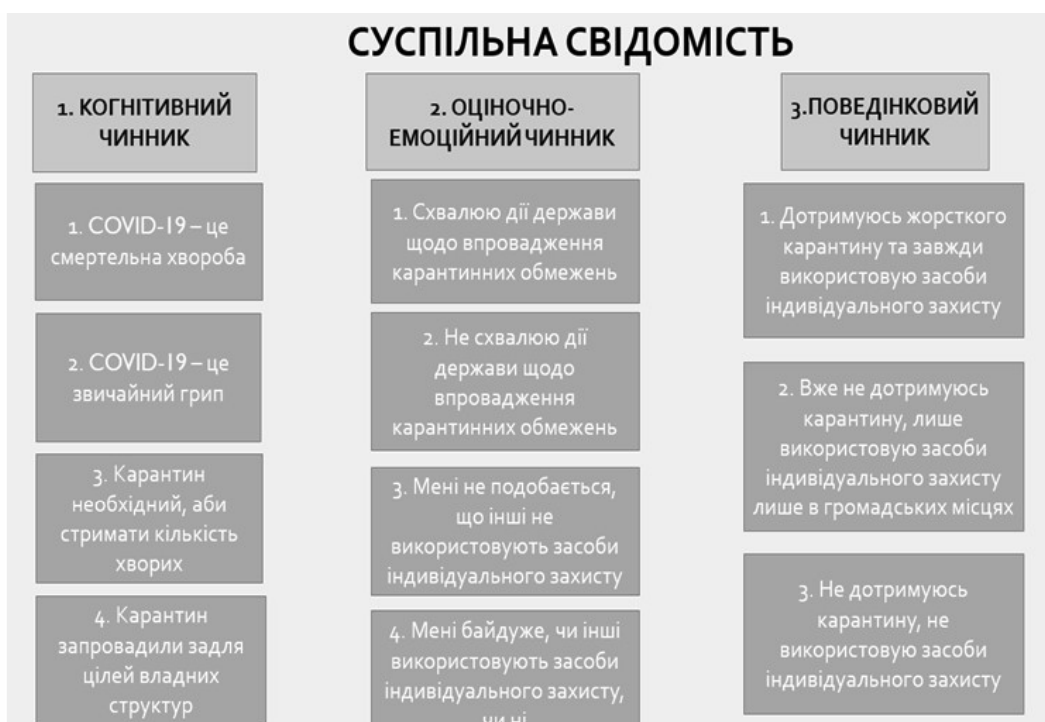 СУСПІЛЬНА СВІДОМІСТЬ
1. КОГНІТИВНИЙ
ЧИННИК
1. COVID-19 – це
смертельна хвороба
2. COVID-19 – це
звичайний грип
3. Карантин
необхідний, аби
стримати кількість
хворих
4. Карантин
запровадили задля
цілей владних
структур
2. ОЦІНОЧНО-
ЕМОЦІЙНИЙ ЧИННИК
1. Схвалюю дії держави
щодо впровадження
карантинних обмежень
2. Не схвалюю дії
держави щодо
впровадження
карантинних обмежень
3. Мені не подобається,
що інші не
використовують засоби
індивідуального захисту
4. Мені байдуже, чи інші
використовують засоби
індивідуального захисту,
чи ні
3.ПОВЕДІНКОВИЙ
ЧИННИК
1. Дотримуюсь жорсткого
карантину та завжди
використовую засоби
індивідуального захисту
2. Вже не дотримуюсь
карантину, лише
використовую засоби
індивідуального захисту
лише в громадських місцях
3. Не дотримуюсь
карантину, не
використовую засоби
індивідуального захисту